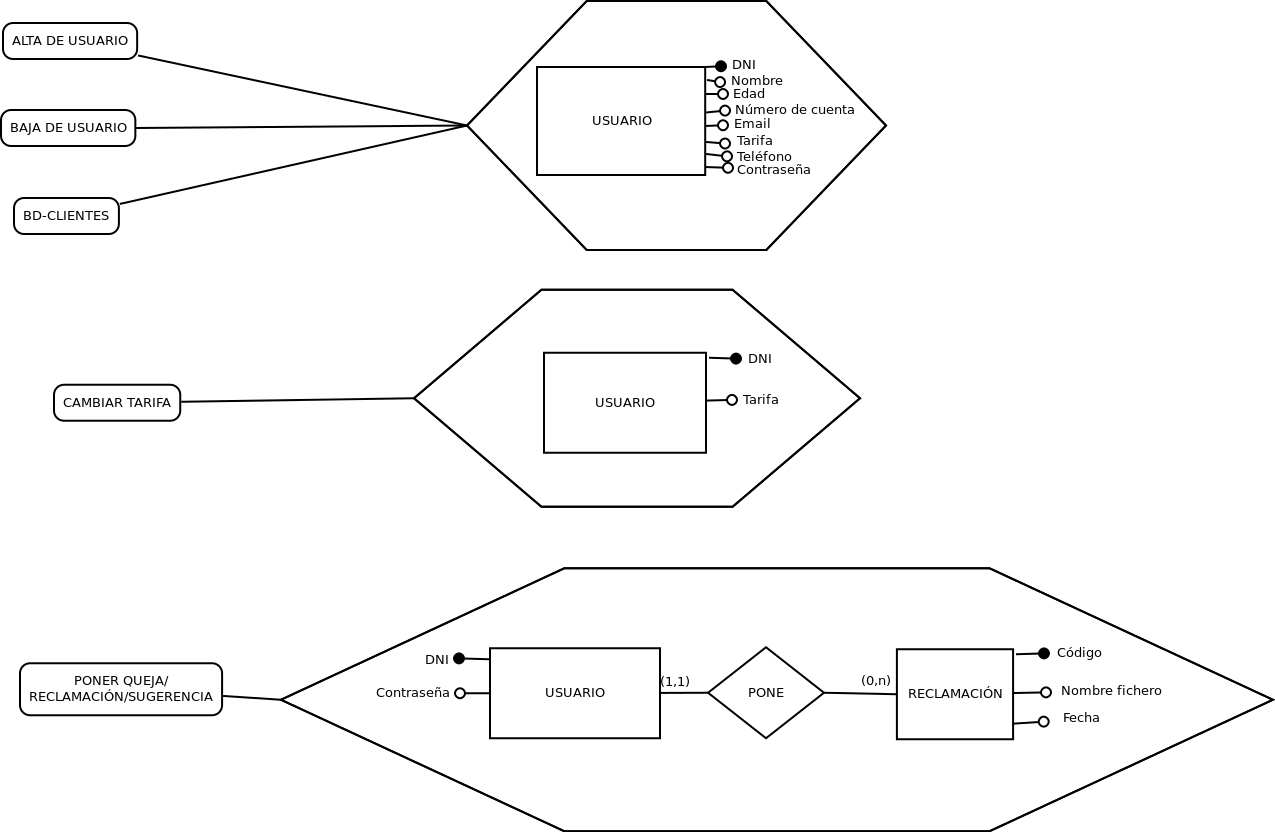 ALTA DE USUARIO
BAJA DE USUARIO
BD-CLIENTES
USUARIO
DNI
Nombre
Edad
Número de cuenta
Email
Tarifa
Teléfono
Contraseña
CAMBIAR TARIFA
USUARIO
DNI
Tarifa
PONER QUEJA/
RECLAMACIÓN/SUGERENCIA
DNI
Contraseña
USUARIO
(1,1)
PONE
(0,n)
RECLAMACIÓN
Código
Nombre fichero
Fecha